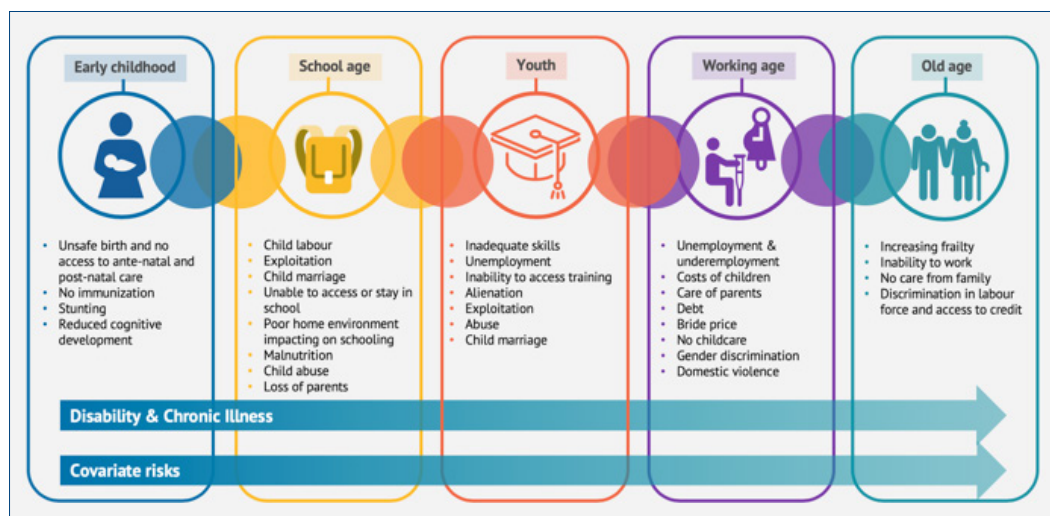 Early childhood
School age
Youth
Working age
Old age
• Unsafe birth and no
access to ante-natal and
post-natal care
• No immunization
• Stunting
• Reduced cognitive
development
• Child labour
• Exploitation
• Child marriage
• Unable to access or stay in
school
• Poor home environment
impacting on schooling
• Malnutrition
• Child abuse
• Loss of parents
• Inadequate skills
• Unemployment
• Inability to access training
• Alienation
• Exploitation
• Abuse
• Child marriage
• Unemployment &
underemployment
• Costs of children
• Care of parents
• Debt
• Bride price
• No childcare
• Gender discrimination
• Domestic violence
• Increasing frailty
• Inability to work
• No care from family
• Discrimination in labour
force and access to credit
Disability & Chronic Illness
Covariate risks